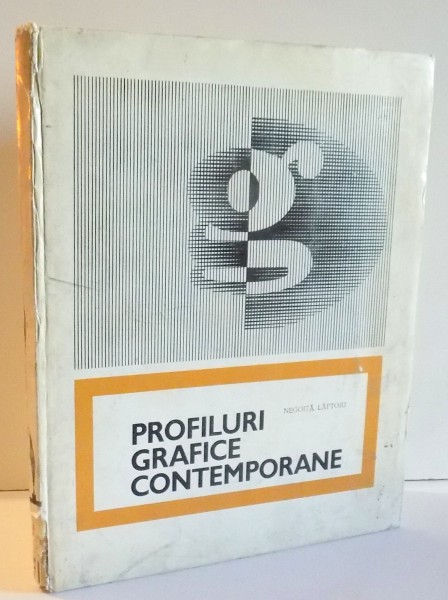 g
NEGOIȚĂ LĂPTOIU
PROFILURI
GRAFICE
CONTEMPORANE